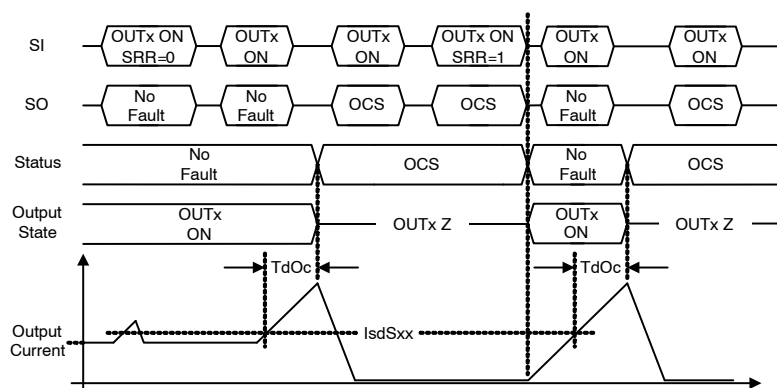 SI
OUTx ON
SRR=0
OUTx
ON
OUTx
ON
OUTx ON
SRR=1
OUTx
ON
OUTx
ON
SO
No
Fault
No
Fault
OCS
OCS
No
Fault
OCS
Status
No
Fault
OCS
No
Fault
OCS
Output
State
OUTx
ON
OUTx Z
OUTx
ON
OUTx Z
TdOc
TdOc
Output
Current
IsdSxx